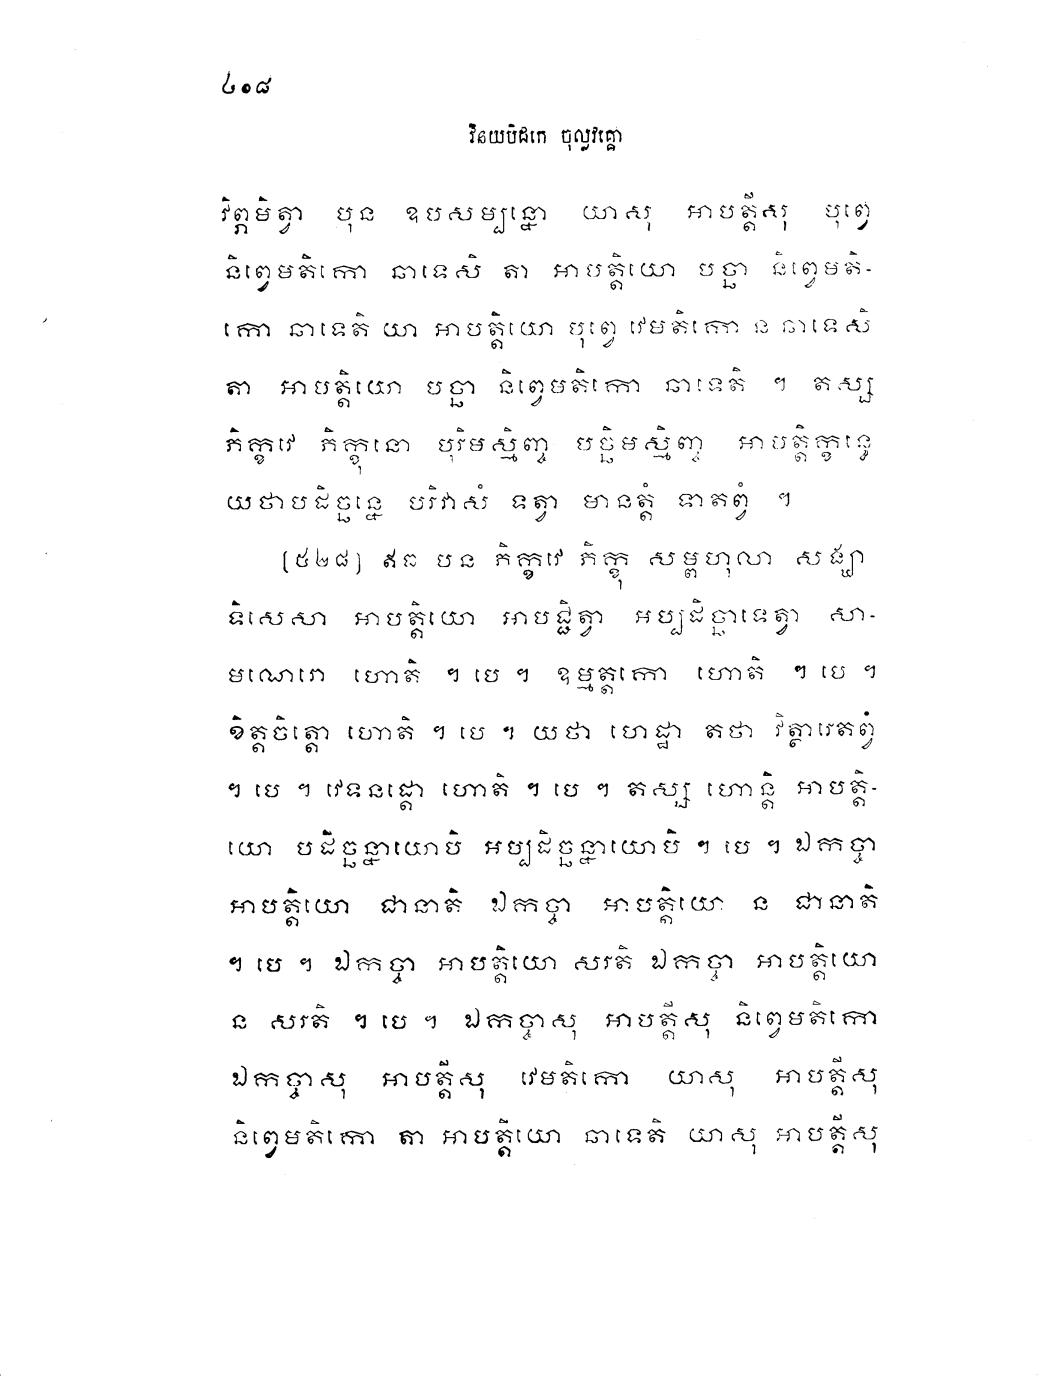 ៤០៨
វិនយបិដកេ ចុល្លវគ្គោ
វិព្ភមិត្វា បុន ឧបសម្បន្នោ យាសុ អាបត្តីសុ បុព្វេ
និព្វេមតិកោ ឆាទេសិ តា អាបត្តិយោ បច្ឆា និព្វេមតិ-
កោ ឆាទេតិ យា អាបត្តិយោ បុព្វេ វេមតិកោ ន ឆាទេសិ
តា អាបត្តិយោ បច្ឆា និព្វេមតិកោ ឆាទេតិ ។ តស្ស
ភិក្ខវេ ភិក្ខុនោ បុរិមស្មិញ្ច បច្ឆិមស្មិញ្ច អាបត្តិក្ខន្ធេ
យថាបដិច្ឆន្នេ បរិវាសំ ទត្វា មានត្តំ ទាតព្វំ ។
(៥២៨) ឥធ បន ភិក្ខវេ ភិក្ខុ សម្ពហុលា សង្ឃា
ទិសេសា អាបត្តិយោ អាបជ្ជិត្វា អប្បដិច្ឆាទេត្វា សា-
មណេរោ ហោតិ ។ បេ ។ ឧម្មត្តកោ ហោតិ ។ បេ ។
ខិត្តចិត្តោ ហោតិ ។ បេ ។ យថា ហេដ្ឋា តថា វិត្ថារេតព្វំ
។ បេ ។ វេទនដ្តោ ហោតិ ។ បេ ។ តស្ស ហោន្តិ អាបត្តិ-
យោ បដិច្ឆន្នាយោបិ អប្បដិច្ឆន្នាយោបិ ។ បេ ។ ឯកច្ចា
អាបត្តិយោ ជានាតិ ឯកច្ចា អាបត្តិយោ ន ជានាតិ
។ បេ ។ ឯកច្ចា អាបត្តិយោ សរតិ ឯកច្ចា អាបត្តិយោ
ន សរតិ ។ បេ ។ ឯកច្ចាសុ អាបត្តីសុ និព្វេមតិកោ
ឯកច្ចាសុ អាបត្តីសុ វេមតិកោ យាសុ អាបត្តីសុ
និព្វេមតិកោ តា អាបត្តិយោ ឆាទេតិ យាសុ អាបត្តីសុ